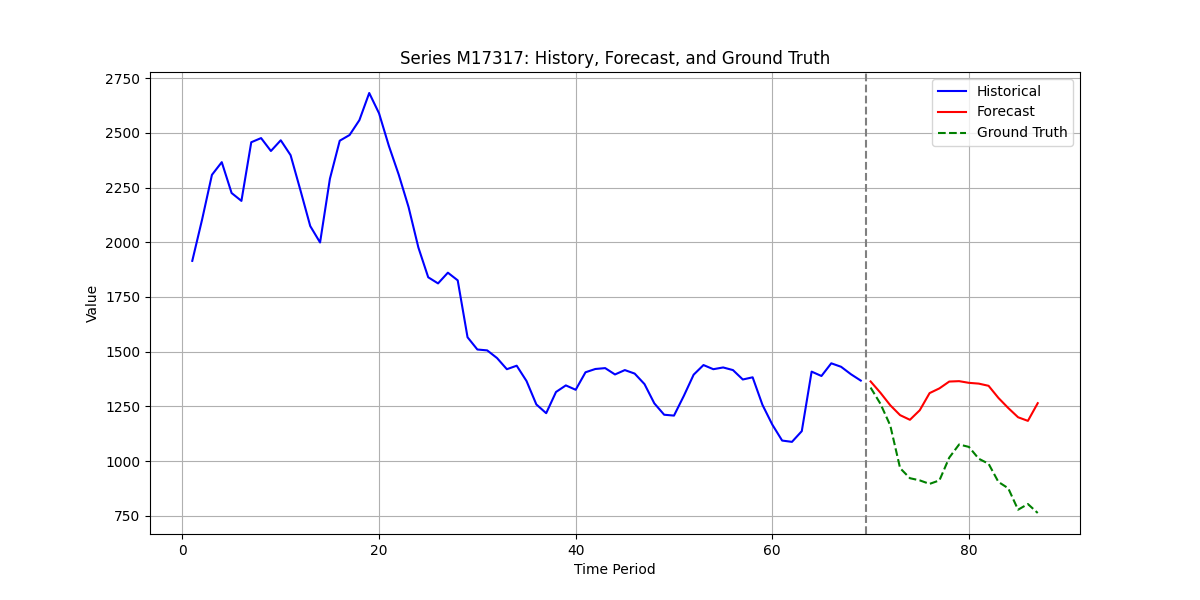 Series M17317: History, Forecast, and Ground Truth
2750
2500
2250
2000
1750
1500
1250
1000
750
Value
0
20
40
60
80
Time Period
Historical
Forecast
Ground Truth